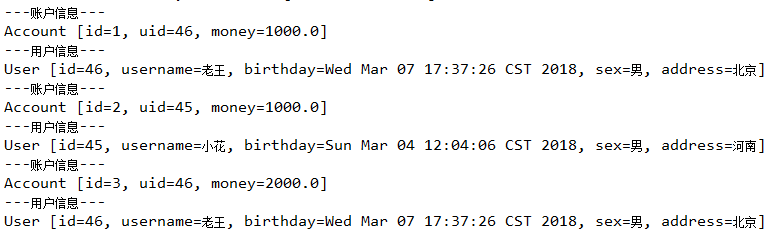 ---账户信息---
Account [id=1, uid=46, money=1000.0]
---用户信息---
User [id=46, username=老王, birthday=Wed Mar 07 17:37:26 CST 2018, sex=男, address=北京]
---账户信息---
Account [id=2, uid=45, money=1000.0]
---用户信息---
User [id=45, username=小花, birthday=Sun Mar 04 12:04:06 CST 2018, sex=男, address=河南]
---账户信息---
Account [id=3, uid=46, money=2000.0]
---用户信息---
User [id=46, username=老王, birthday=Wed Mar 07 17:37:26 CST 2018, sex=男, address=北京]